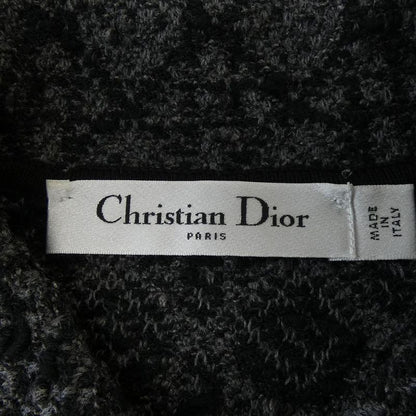 Christian Dior
PARIS
MADE
IN
ITALY